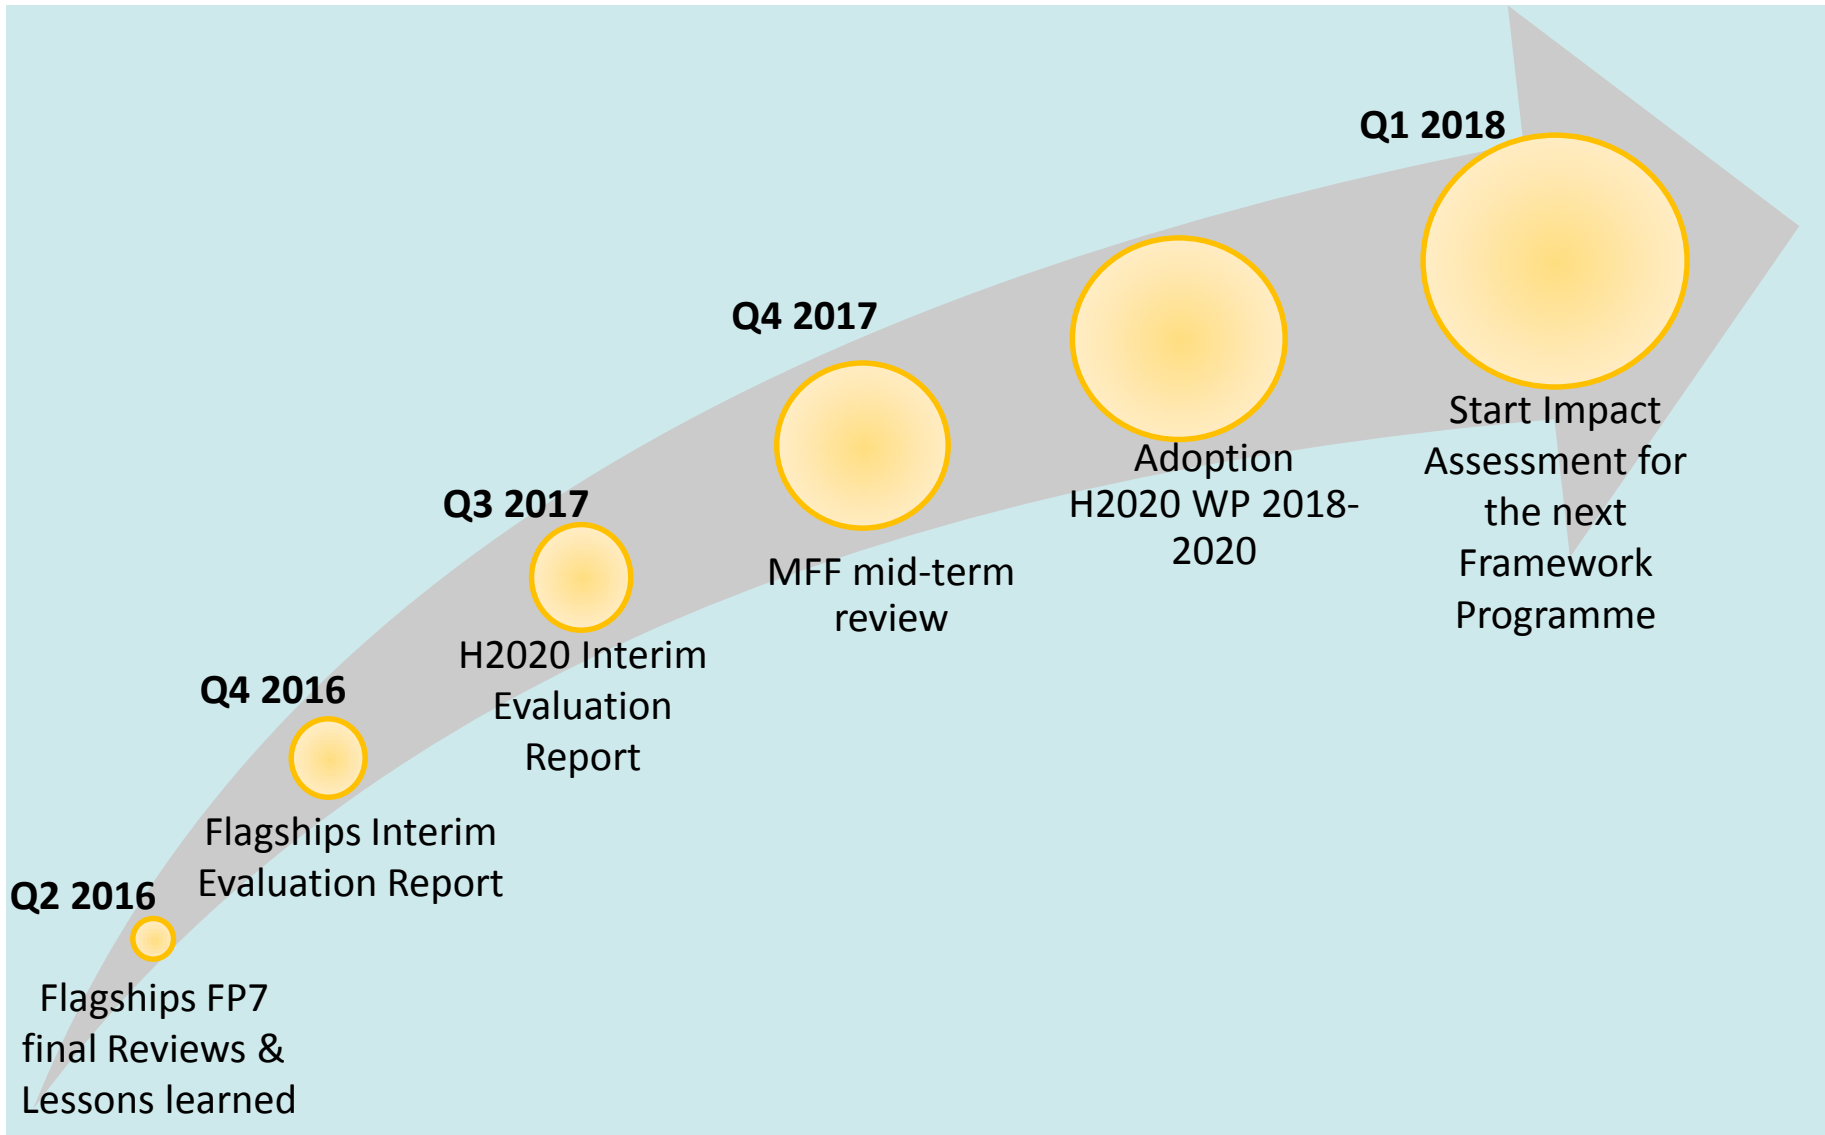 Q2 2016
Flagships FP7
final Reviews &
Lessons learned
Q4 2016
Flagships Interim
Evaluation Report
Q3 2017
H2020 Interim
Evaluation
Report
Q4 2017
MFF mid-term
review
Adoption
H2020 WP 2018-
2020
Q1 2018
Start Impact
Assessment for
the next
Framework
Programme